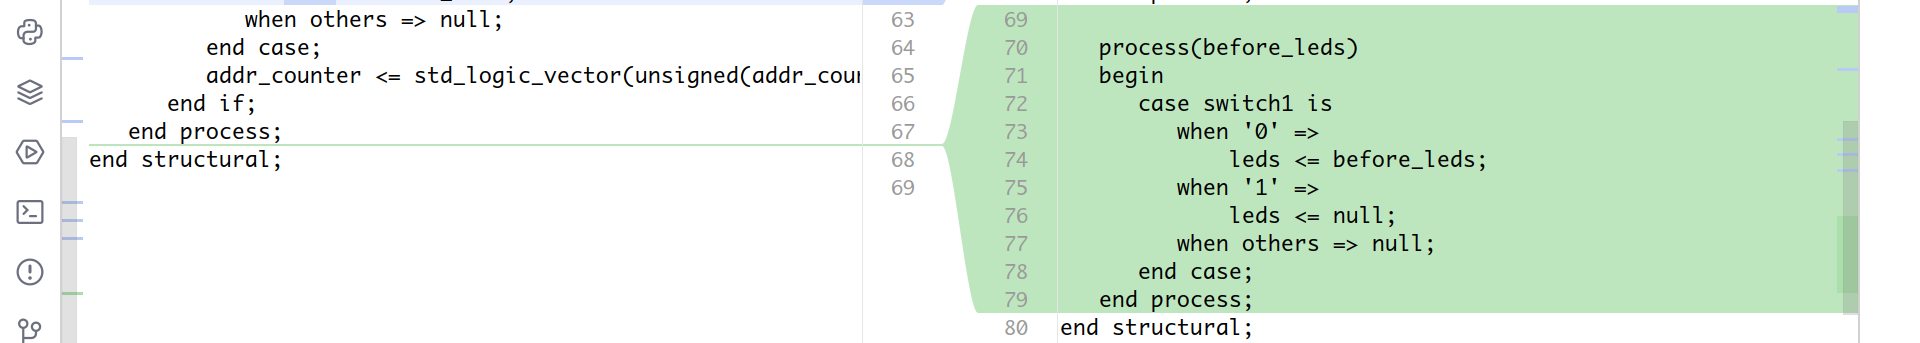 when others => null;
end case;
addr_counter <= std_logic_vector(unsigned(addr_cou
end if;
end process;
end structural;
63
64
65
66
67
68
69
69
70
71
72
73
74
75
76
77
78
79
80
process(before_leds)
begin
case switch1 is
when '0' =>
leds <= before_leds;
when '1' =>
leds <= null;
when others => null;
end case;
end process;
end structural;